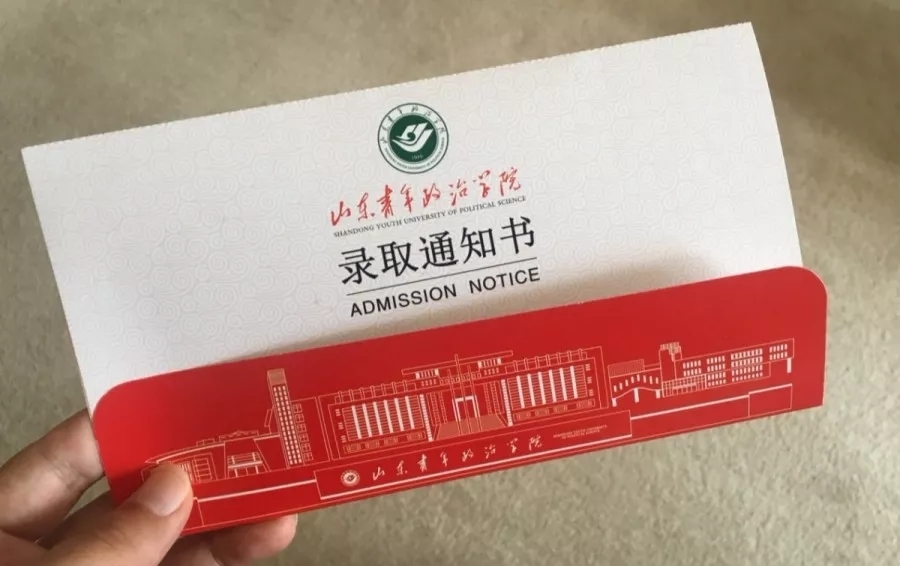 山东青年政治学院
SHANDONG YOUTH UNIVERSITY OF POLITICAL SCIENCE
录取通知书
ADMISSION NOTICE
山东青年政治学院